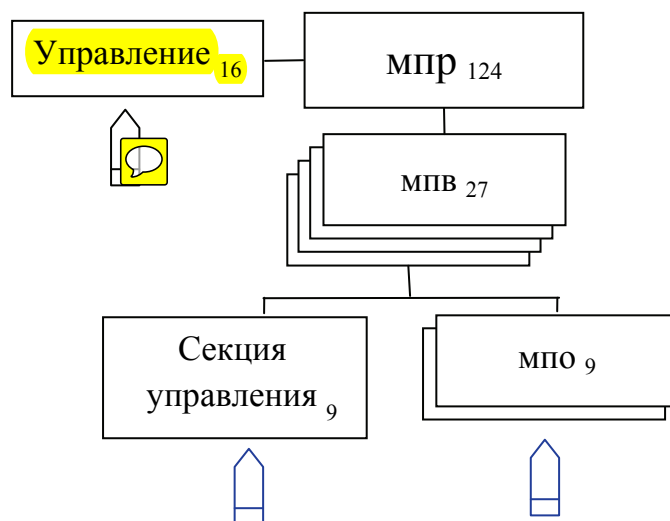 Управление 16
мпр 124
мпв 27
Секция
управления 9
мпо 9